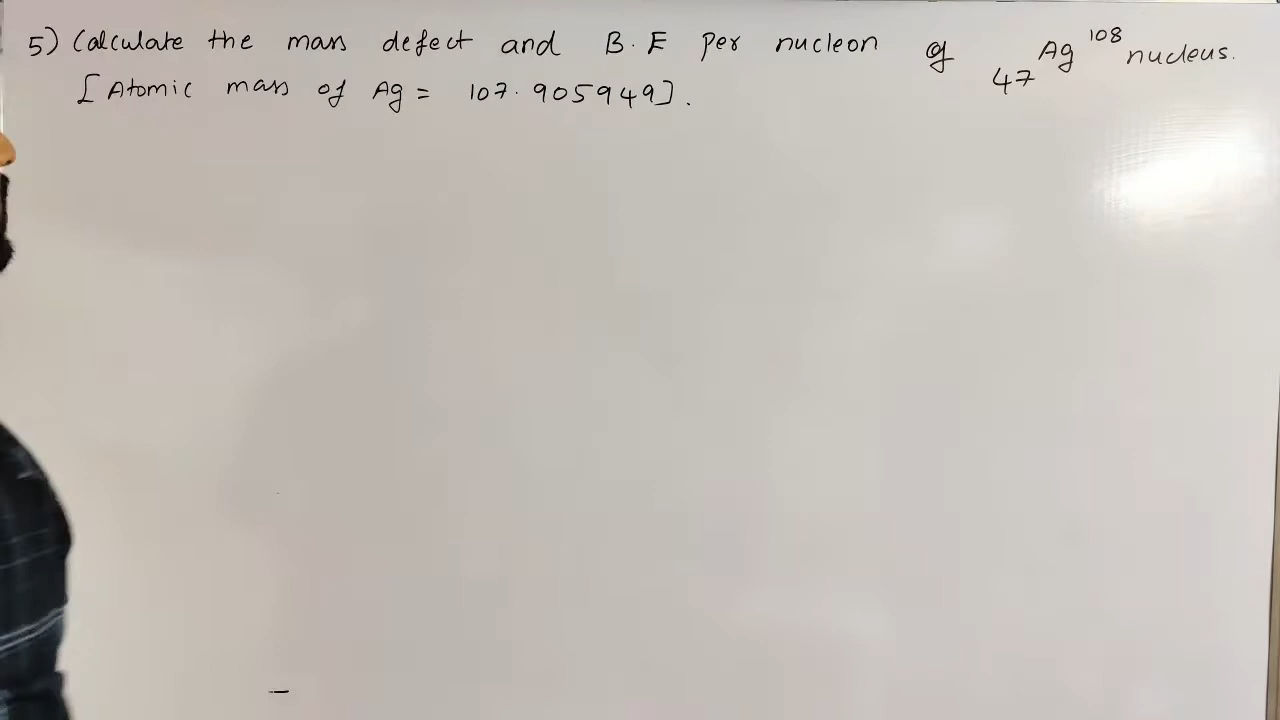 5) Calculate the mass defect and B.E per nucleon of 47Ag108 nucleus.
[Atomic mass of Ag = 107.905949].